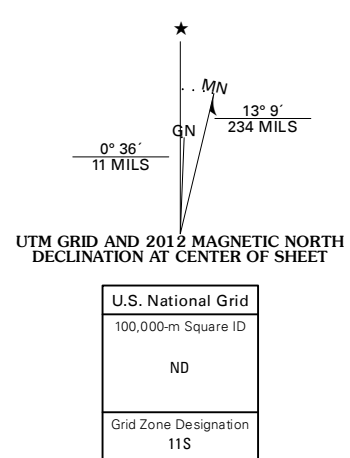 MN
13° 9´
234 MILS
GN
0° 36´
11 MILS
UTM GRID AND 2012 MAGNETIC NORTH
DECLINATION AT CENTER OF SHEET
U.S. National Grid
100,000-m Square ID
ND
Grid Zone Designation
11S